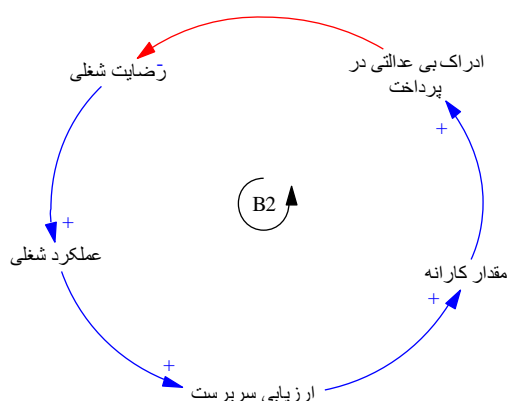 ادراک بی عدالتی در
پرداخت
رضایت شغلی
-
+
B2
+
عملکرد شغلی
مقدار کارانه
+
+
ارزیابی سرپرست